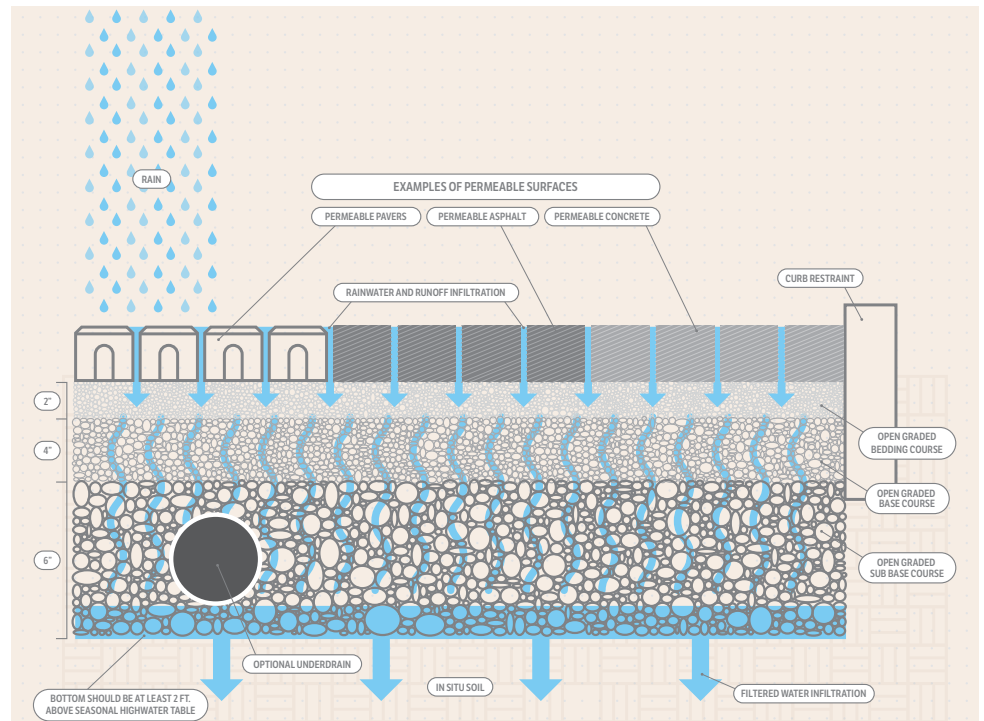 RAIN
EXAMPLES OF PERMEABLE SURFACES
PERMEABLE PAVERS
PERMEABLE ASPHALT
PERMEABLE CONCRETE
CURB RESTRAINT
RAINWATER AND RUNOFF INFILTRATION
2"
4"
6"
OPEN GRADED
BEDDING COURSE
OPEN GRADED
BASE COURSE
OPEN GRADED
SUB BASE COURSE
OPTIONAL UNDERDRAIN
IN SITU SOIL
FILTERED WATER INFILTRATION
BOTTOM SHOULD BE AT LEAST 2 FT.
ABOVE SEASONAL HIGHWATER TABLE